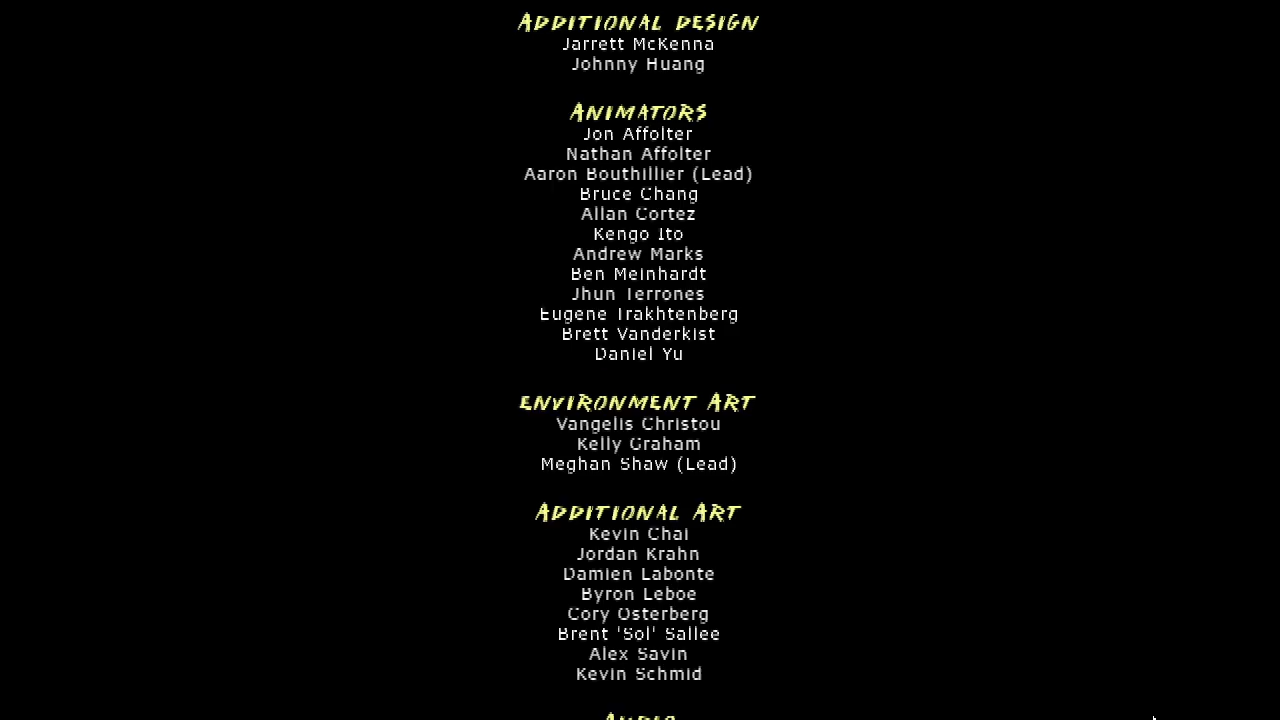 ADDITIONAL DESIGN
Jarrett McKenna
Johnny Huang
ANIMATORS
Jon Affolter
Nathan Affolter
Aaron Bouthillier (Lead)
Bruce Chang
Allan Cortez
Kengo Ito
Andrew Marks
Ben Meinhardt
Jhun Terrones
Eugene Trakhtenberg
Brett Vanderkist
Daniel Yu
ENVIRONMENT ART
Vangelis Christou
Kelly Graham
Meghan Shaw (Lead)
ADDITIONAL ART
Kevin Chai
Jordan Krahn
Damien Labonte
Byron Leboe
Cory Osterberg
Brent 'Sol' Sallee
Alex Savin
Kevin Schmid
AUDIO